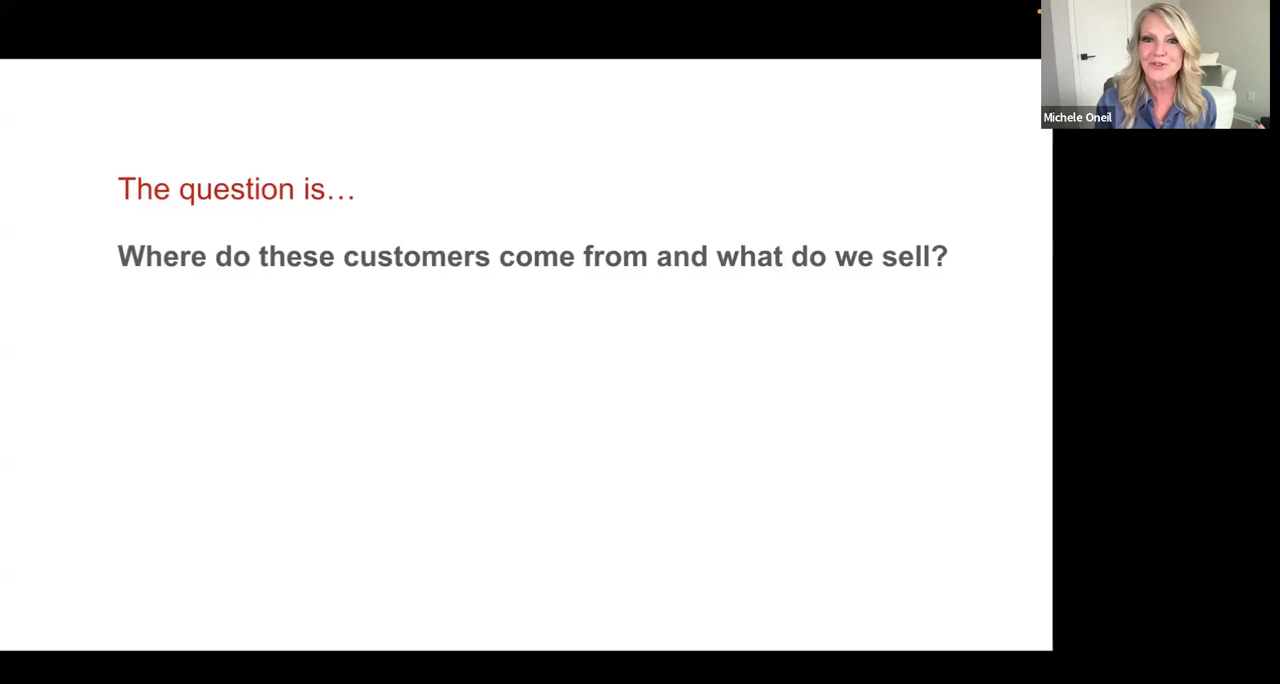 Michele Oneil
The question is…
Where do these customers come from and what do we sell?